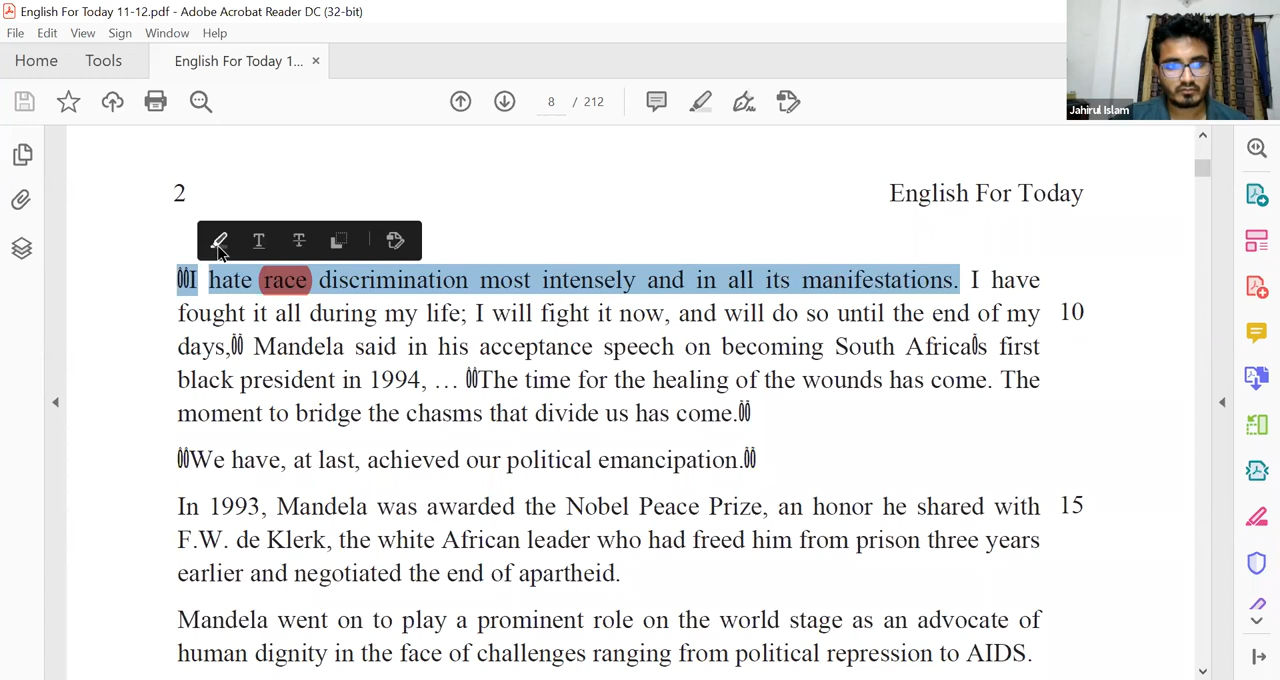 English For Today 11-12.pdf - Adobe Acrobat Reader DC (32-bit)
File Edit View Sign Window Help
Home Tools English For Today 1... ×
8 / 212
Jahirul Islam
2 English For Today
ÔÔI hate race discrimination most intensely and in all its manifestations. I have
fought it all during my life; I will fight it now, and will do so until the end of my 10
days,ÕÕ Mandela said in his acceptance speech on becoming South AfricaÕs first
black president in 1994, … ÔÔThe time for the healing of the wounds has come. The
moment to bridge the chasms that divide us has come.ÕÕ
ÔÔWe have, at last, achieved our political emancipation.ÕÕ
In 1993, Mandela was awarded the Nobel Peace Prize, an honor he shared with 15
F.W. de Klerk, the white African leader who had freed him from prison three years
earlier and negotiated the end of apartheid.
Mandela went on to play a prominent role on the world stage as an advocate of
human dignity in the face of challenges ranging from political repression to AIDS.